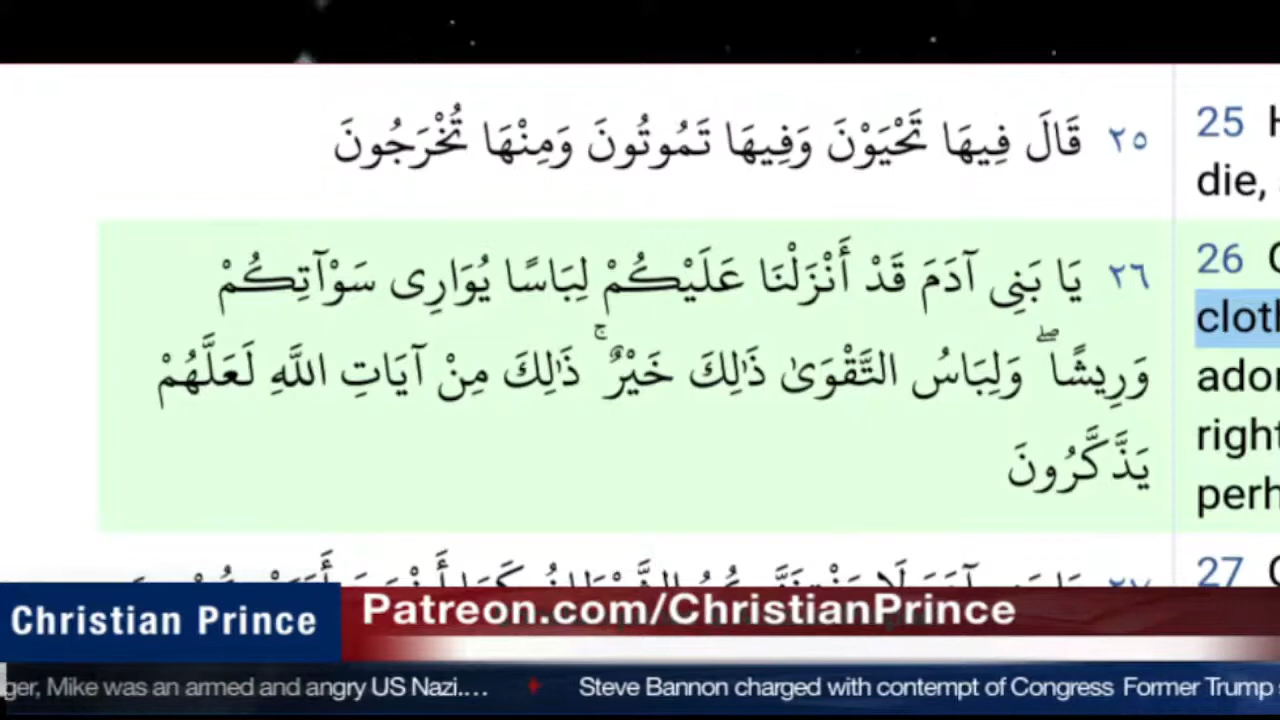 ٢٥ قَالَ فِيهَا تَحْيَوْنَ وَفِيهَا تَمُوتُونَ وَمِنْهَا تُخْرَجُونَ
25
die,
٢٦ يَا بَنِي آدَمَ قَدْ أَنْزَلْنَا عَلَيْكُمْ لِبَاسًا يُوَارِي سَوْآتِكُمْ
وَرِيشًا ۖ وَلِبَاسُ التَّقْوَىٰ ذَٰلِكَ خَيْرٌ ۚ ذَٰلِكَ مِنْ آيَاتِ اللَّهِ لَعَلَّهُمْ
يَذَّكَّرُونَ
26
cloth
ador
right
perh
27
Christian Prince
Patreon.com/ChristianPrince
ger, Mike was an armed and angry US Nazi.... ♦ Steve Bannon charged with contempt of Congress Former Trump